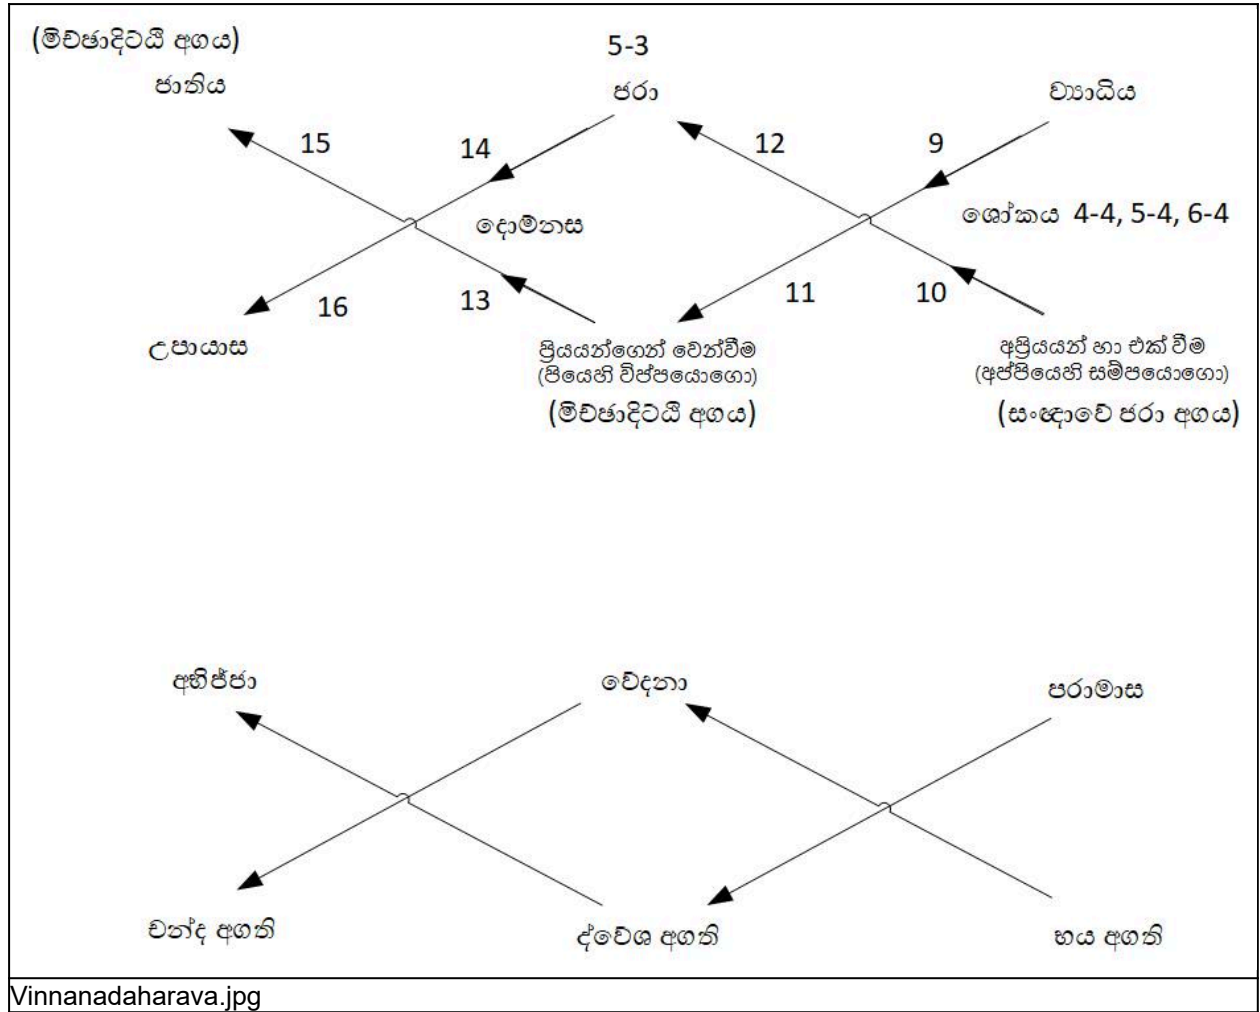 (මිච්ඡාදිට්ඨි අගය)
5-3
ජාතිය
ජරා
ව්‍යාධිය
15
14
12
9
දොම්නස
ශෝකය 4-4, 5-4, 6-4
16
13
11
10
උපායාස
ප්‍රියයන්ගෙන් වෙන්වීම
(පියෙහි විප්පයොගො)
(මිච්ඡාදිට්ඨි අගය)
අප්‍රියයන් හා එක් වීම
(අප්පියෙහි සම්පයොගො)
(සංඥාවේ ජරා අගය)
අභිජ්ජා
වේදනා
පරාමාස
චන්ද අගති
ද්වේශ අගති
භය අගති
Vinnanadaharava.jpg